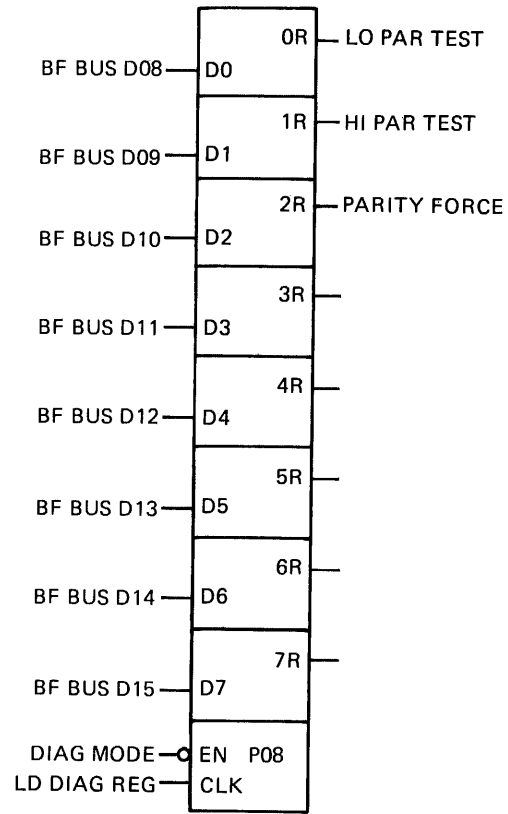 0R LO PAR TEST
BF BUS D08 D0
1R HI PAR TEST
BF BUS D09 D1
2R PARITY FORCE
BF BUS D10 D2
3R
BF BUS D11 D3
4R
BF BUS D12 D4
5R
BF BUS D13 D5
6R
BF BUS D14 D6
7R
BF BUS D15 D7
DIAG MODE EN P08
LD DIAG REG CLK